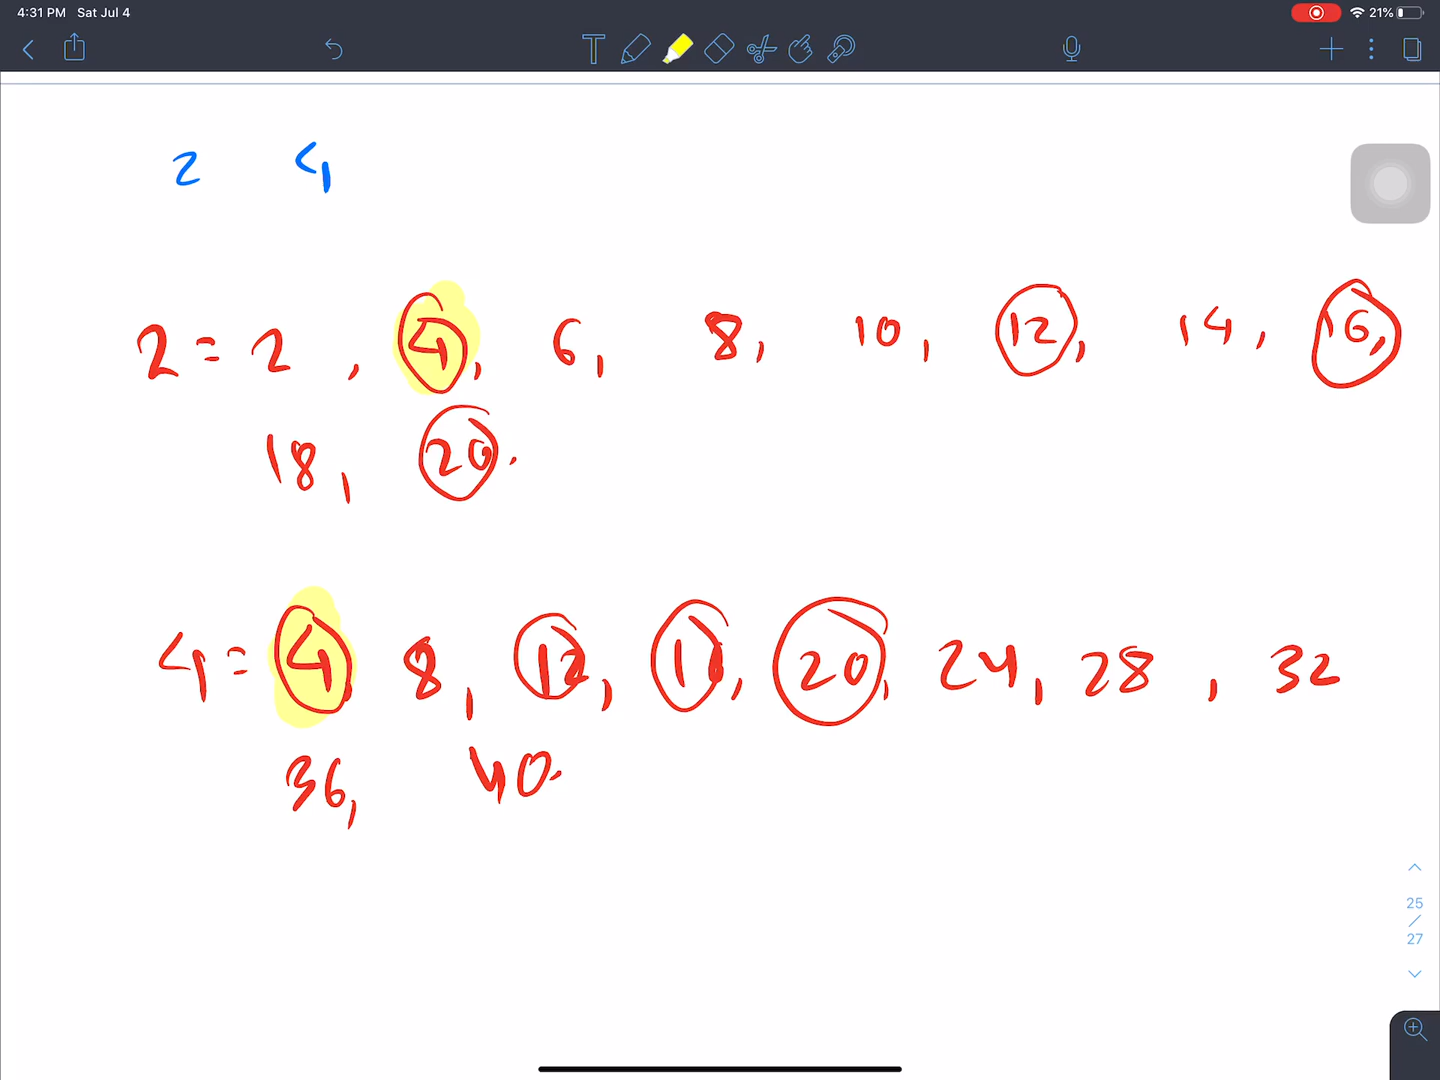 4:31 PM Sat Jul 4
21%
2 4
2 = 2, 4, 6, 8, 10, 12, 14, 16,
18, 20.
4 = 4, 8, 12, 20, 24, 28, 32
36, 40.
25
/
27